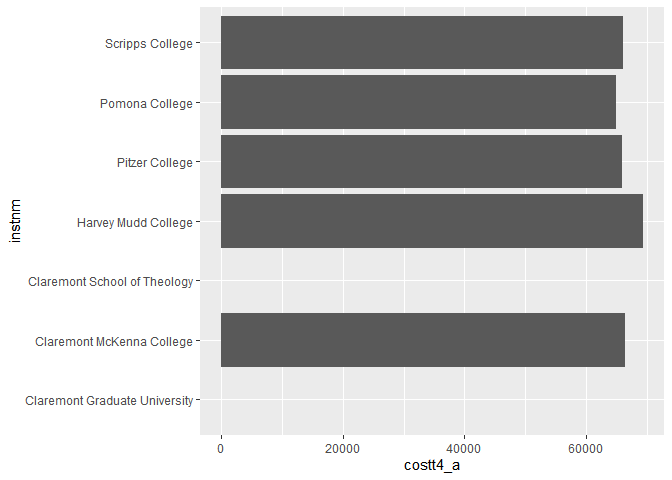 Scripps College
Pomona College
Pitzer College
Harvey Mudd College
Claremont School of Theology
Claremont McKenna College
Claremont Graduate University
instnm
0 20000 40000 60000
costt4_a